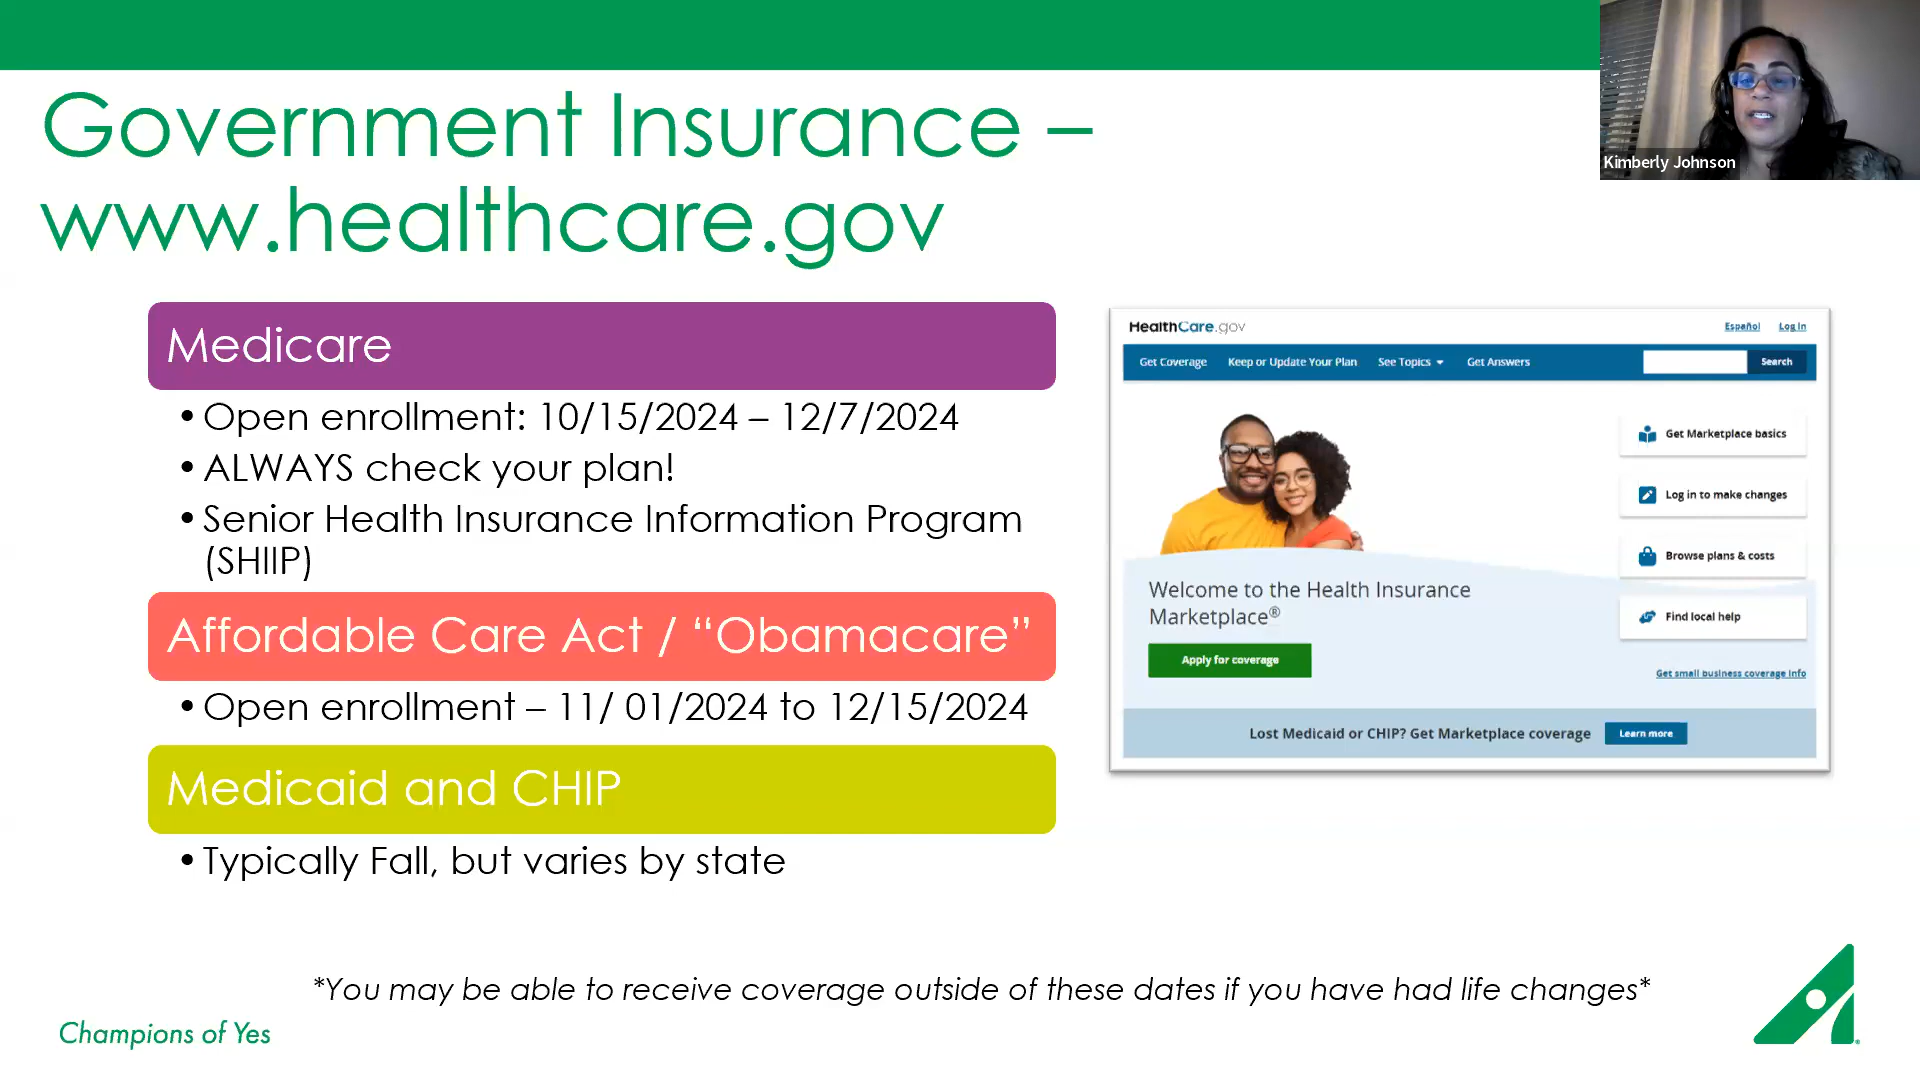 Government Insurance –
www.healthcare.gov
Kimberly Johnson
Medicare
• Open enrollment: 10/15/2024 – 12/7/2024
• ALWAYS check your plan!
• Senior Health Insurance Information Program
(SHIIP)
Affordable Care Act / “Obamacare”
• Open enrollment – 11/ 01/2024 to 12/15/2024
Medicaid and CHIP
• Typically Fall, but varies by state
HealthCare.gov
Español Log In
Get Coverage Keep or Update Your Plan See Topics Get Answers Search
Get Marketplace basics
Log in to make changes
Browse plans & costs
Find local help
Welcome to the Health Insurance
Marketplace®
Apply for coverage
Get small business coverage info
Lost Medicaid or CHIP? Get Marketplace coverage Learn more
*You may be able to receive coverage outside of these dates if you have had life changes*
Champions of Yes